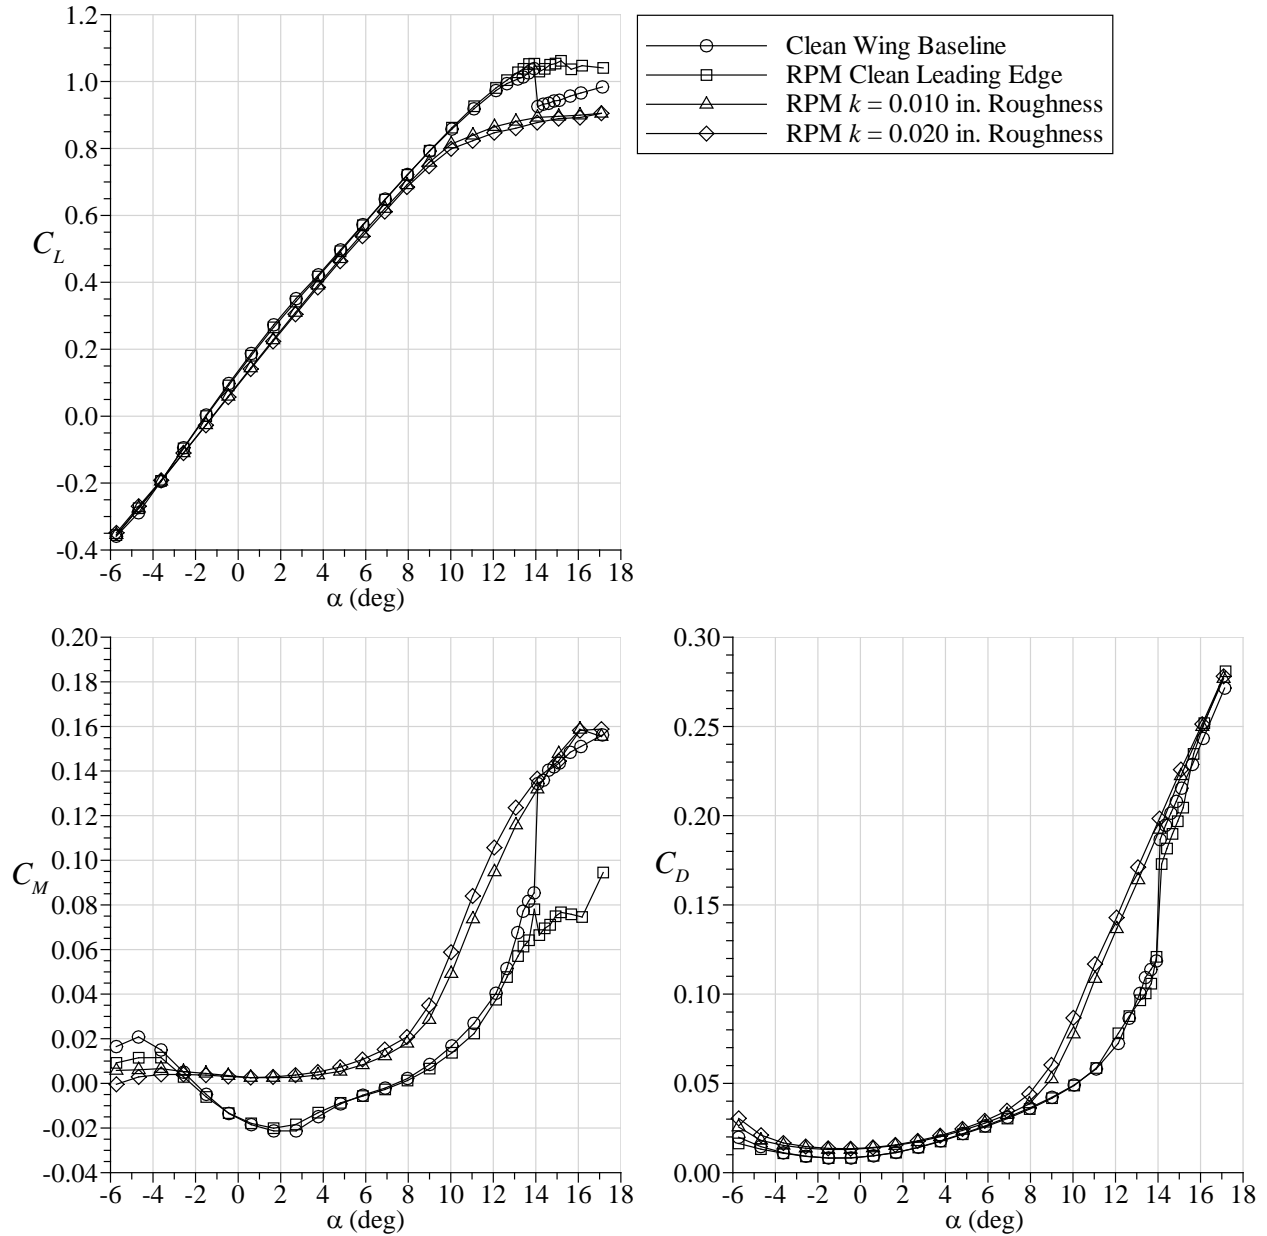 1.2
1.0
0.8
0.6
0.4
0.2
0.0
-0.2
-0.4
C_L
-6 -4 -2 0 2 4 6 8 10 12 14 16 18
α (deg)
Clean Wing Baseline
RPM Clean Leading Edge
RPM k = 0.010 in. Roughness
RPM k = 0.020 in. Roughness
0.20
0.18
0.16
0.14
0.12
0.10
0.08
0.06
0.04
0.02
0.00
-0.02
-0.04
C_M
-6 -4 -2 0 2 4 6 8 10 12 14 16 18
α (deg)
0.30
0.25
0.20
0.15
0.10
0.05
0.00
C_D
-6 -4 -2 0 2 4 6 8 10 12 14 16 18
α (deg)